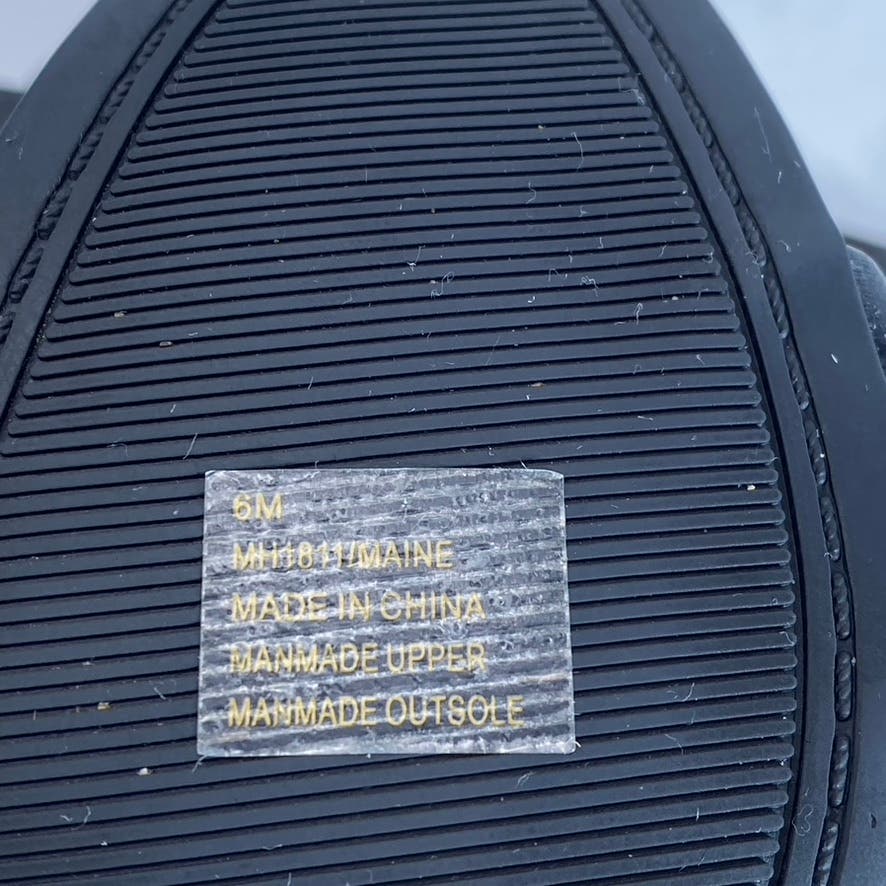 6M
MH1811/MAINE
MADE IN CHINA
MANMADE UPPER
MANMADE OUTSOLE